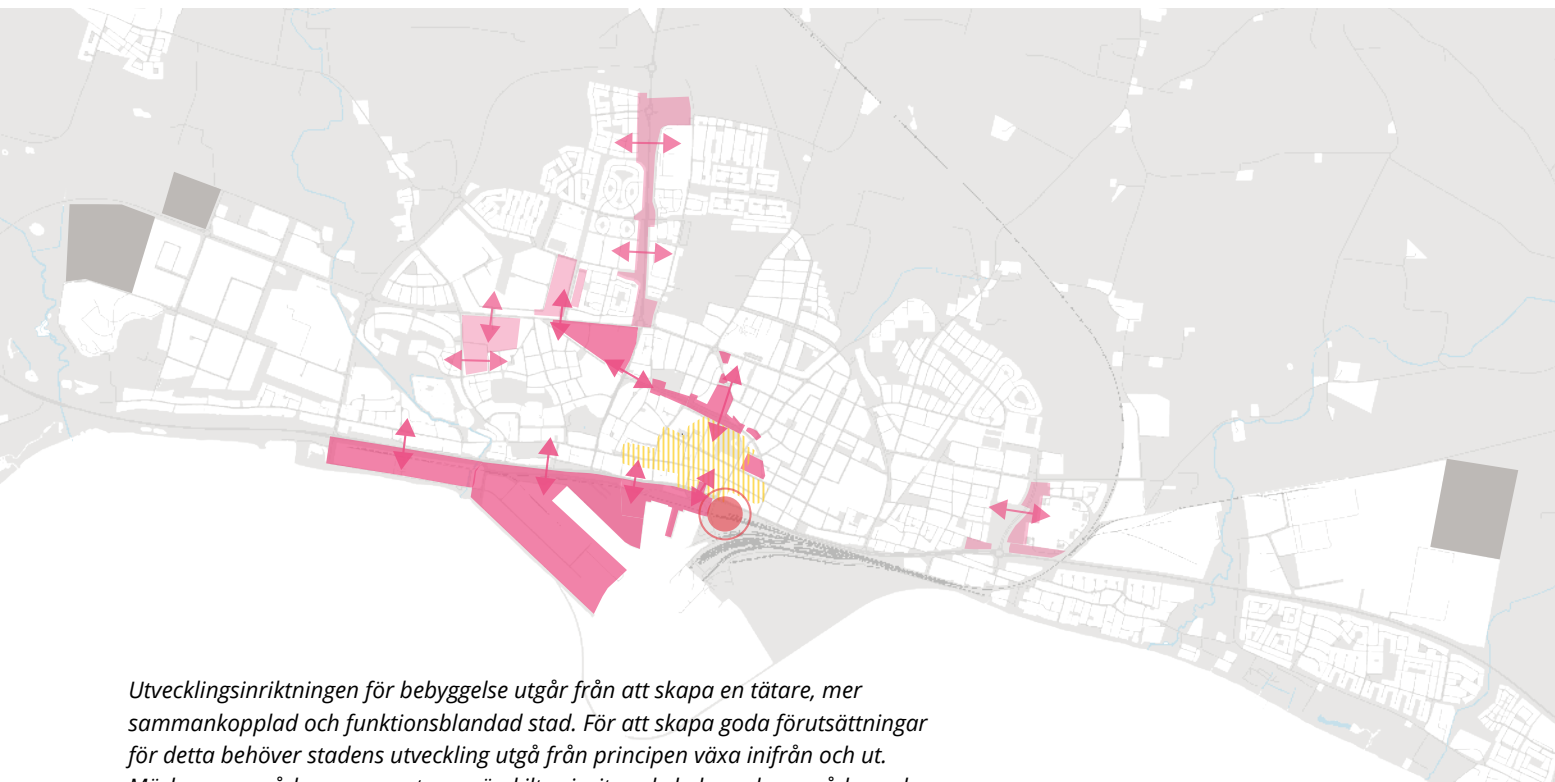 Utvecklingsinriktningen för bebyggelse utgår från att skapa en tätare, mer
sammankopplad och funktionsblandad stad. För att skapa goda förutsättningar
för detta behöver stadens utveckling utgå från principen växa inifrån och ut.